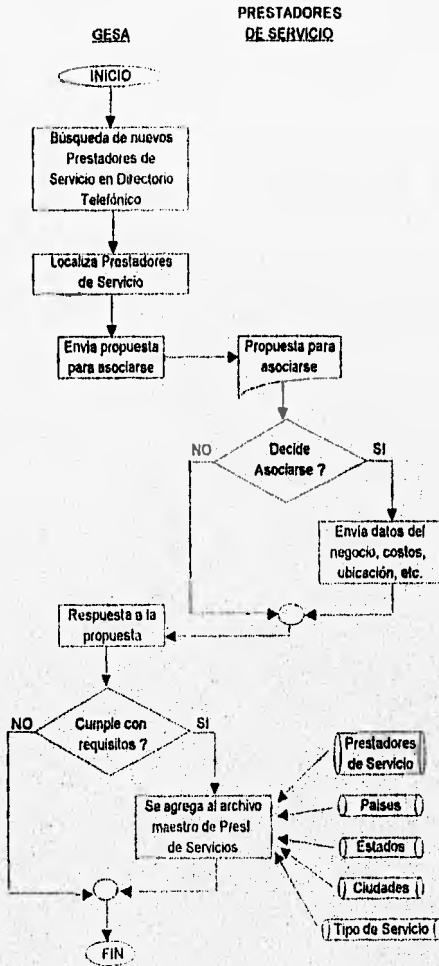 PRESTADORES
GESA
DE SERVICIO
INICIO
Búsqueda de nuevos
Prestadores de
Servicio en Directorio
Telefónico
Localiza Prestadores
de Servicio
Envia propuesta
para asociarse
Propuesta para
asociarse
NO
Decide
Asociarse ?
SI
Envía datos del
negocio, costos,
ubicación, etc.
Respuesta a la
propuesta
NO
Cumple con
requisitos ?
SI
Se agrega al archivo
maestro de Prest
de Servicios
Prestadores
de Servicio
Paises
Estados
Ciudades
Tipo de Servicio
FIN